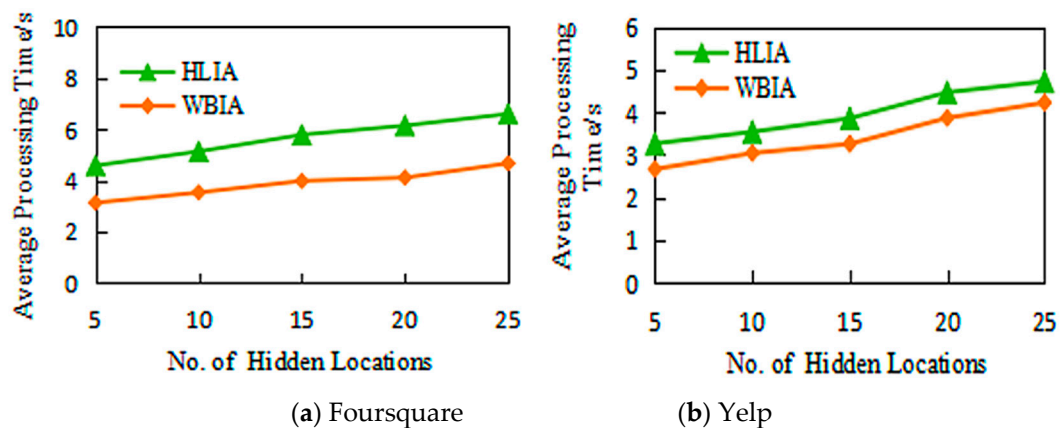 Average Processing Time/s
10
8
6
4
2
0
HLIA
WBIA
5 10 15 20 25
No. of Hidden Locations
(a) Foursquare
Average Processing
Time/s
6
5
4
3
2
1
0
HLIA
WBIA
5 10 15 20 25
No. of Hidden Locations
(b) Yelp